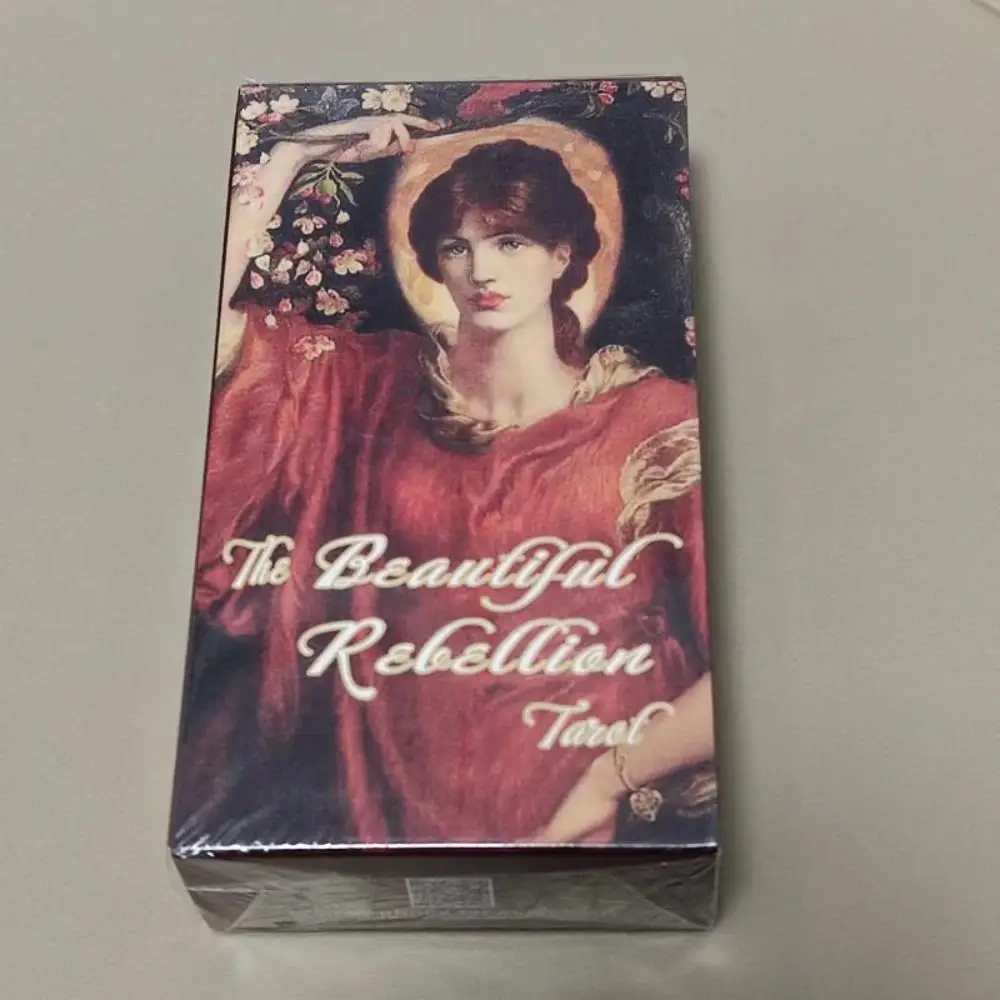 The Beautiful
Rebellion
Tarot